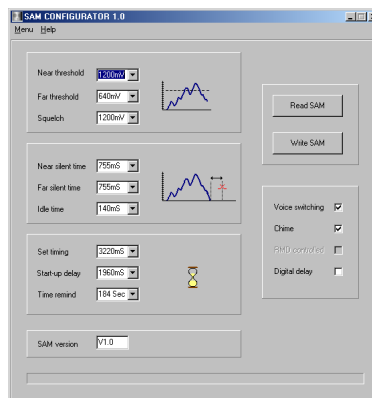 SAM CONFIGURATOR 1.0
Menu Help
Near threshold 1200mV
Far threshold 640mV
Squelch 1200mV
Read SAM
Write SAM
Near silent time 755mS
Far silent time 755mS
Idle time 140mS
Voice switching
Chime
RMD controlled
Digital delay
Set timing 3220mS
Start-up delay 1960mS
Time remind 184 Sec
SAM version V1.0